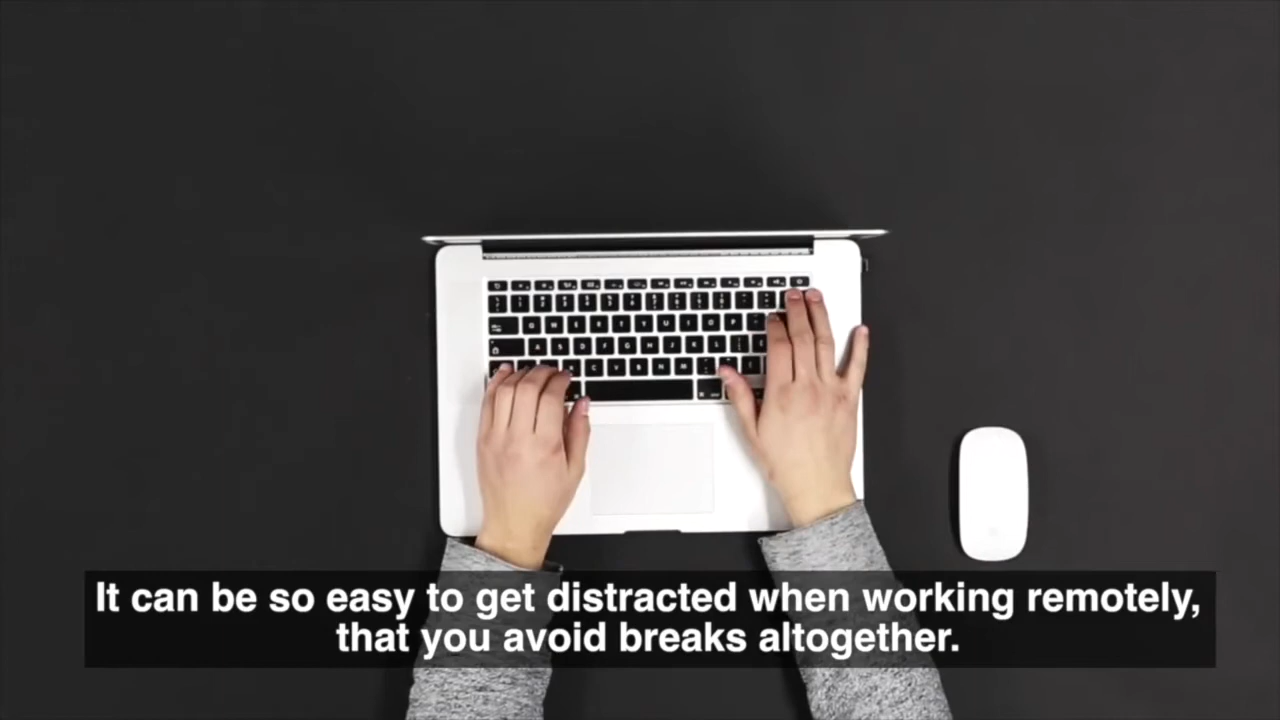 It can be so easy to get distracted when working remotely,
that you avoid breaks altogether.